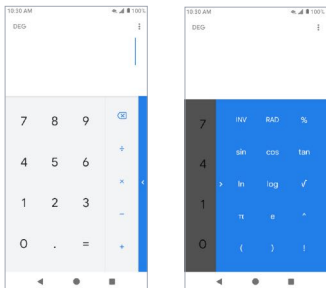 10:30 AM 100%
DEG
7 8 9
÷
4 5 6
×
1 2 3
−
0 . =
+
10:30 AM 100%
DEG
7 INV RAD %
sin cos tan
4
ln log √
1
π e ^
0 ( ) !